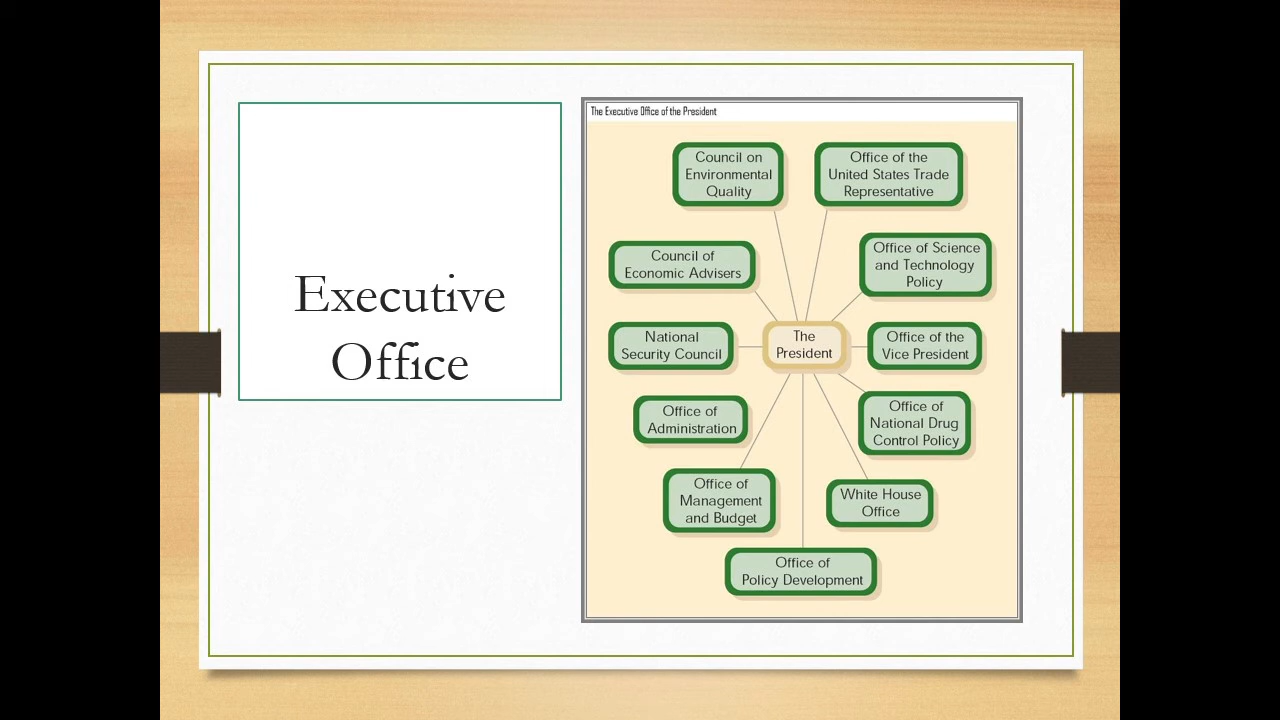 Executive
Office
The Executive Office of the President
Council on
Environmental
Quality
Office of the
United States Trade
Representative
Council of
Economic Advisers
Office of Science
and Technology
Policy
National
Security Council
The
President
Office of the
Vice President
Office of
Administration
Office of
National Drug
Control Policy
Office of
Management
and Budget
White House
Office
Office of
Policy Development